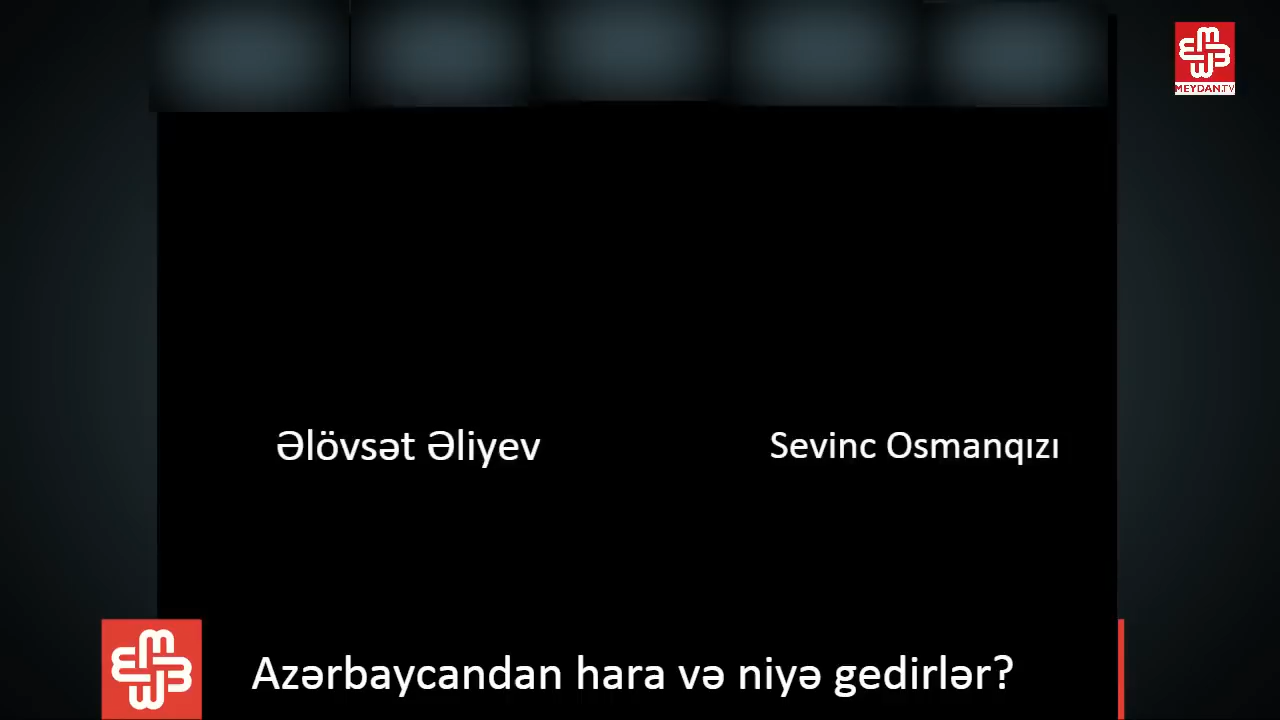 MEYDAN.TV
Əlövsət Əliyev
Sevinc Osmanqızı
Azərbaycandan hara və niyə gedirlər?